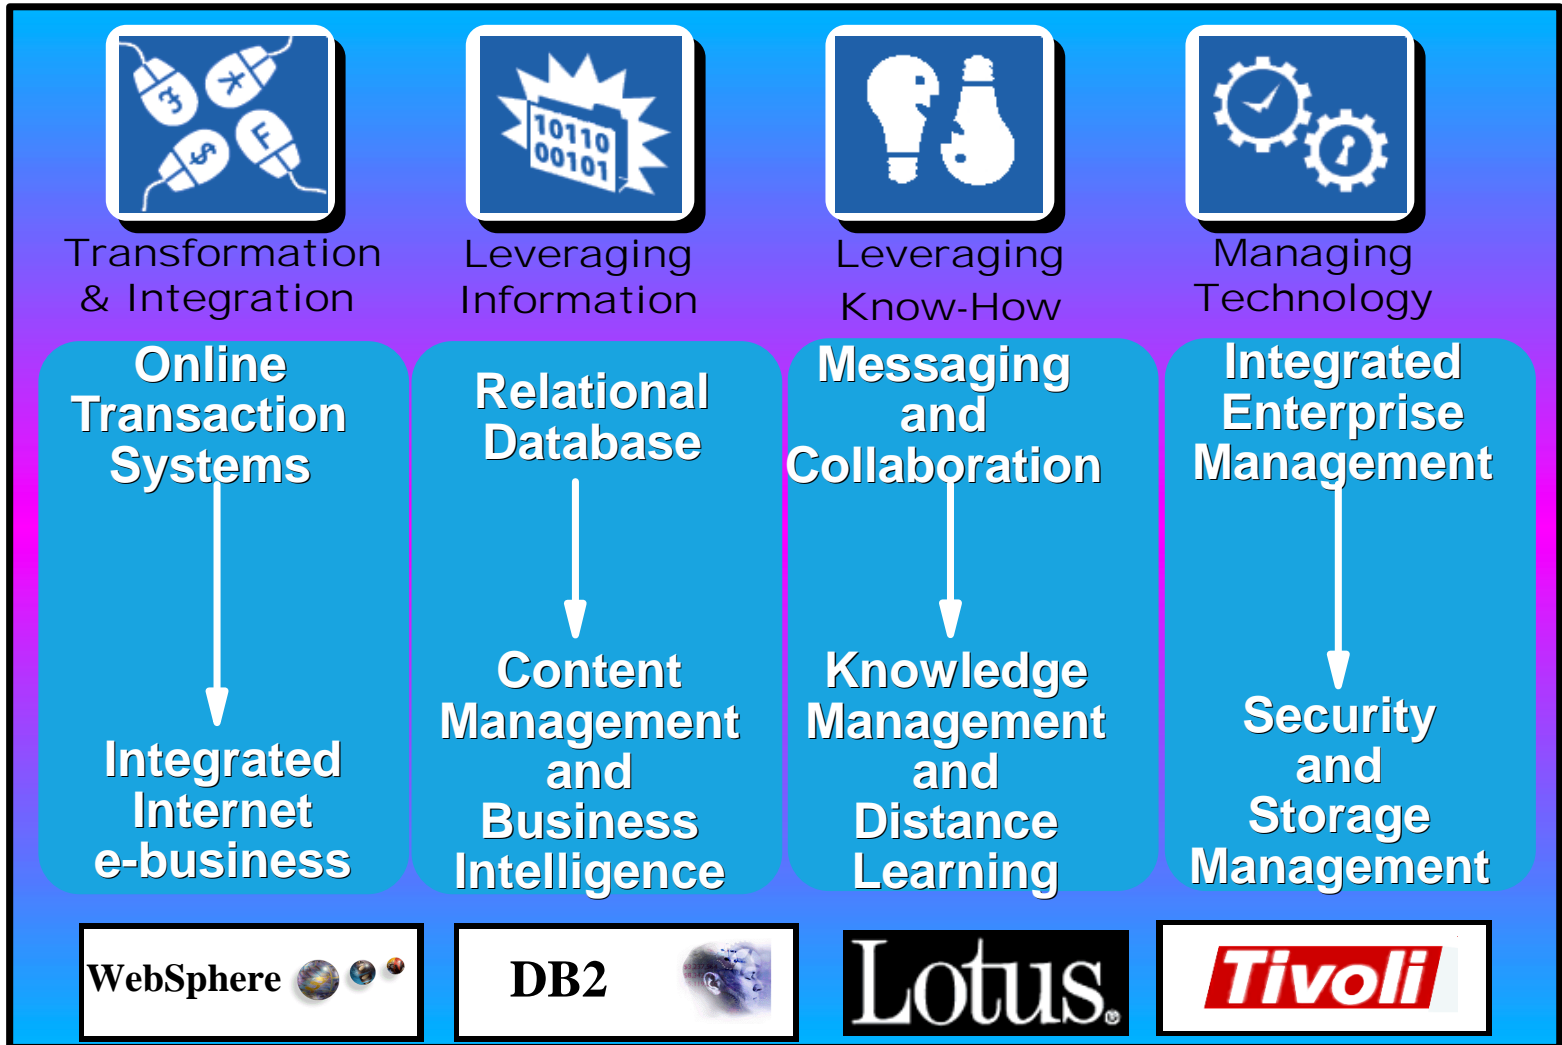 10110
00101
Transformation
& Integration
Online
Transaction
Systems
Integrated
Internet
e-business
WebSphere
Leveraging
Information
Relational
Database
Content
Management
and
Business
Intelligence
DB2
Leveraging
Know-How
Messaging
and
Collaboration
Knowledge
Management
and
Distance
Learning
Lotus®
Managing
Technology
Integrated
Enterprise
Management
Security
and
Storage
Management
Tivoli